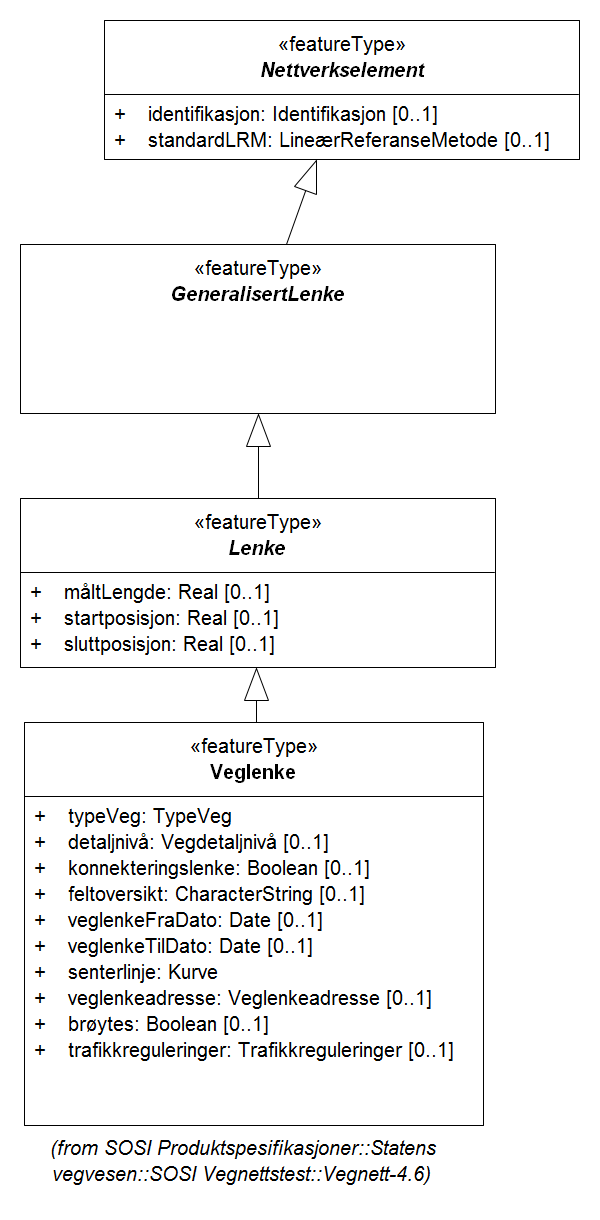 «featureType»
Nettverkselement
+ identifikasjon: Identifikasjon [0..1]
+ standardLRM: LineærReferanseMetode [0..1]
«featureType»
GeneralisertLenke
«featureType»
Lenke
+ måltLengde: Real [0..1]
+ startposisjon: Real [0..1]
+ sluttposisjon: Real [0..1]
«featureType»
Veglenke
+ typeVeg: TypeVeg
+ detaljnivå: Vegdetaljnivå [0..1]
+ konnekteringslenke: Boolean [0..1]
+ feltoversikt: CharacterString [0..1]
+ veglenkeFraDato: Date [0..1]
+ veglenkeTilDato: Date [0..1]
+ senterlinje: Kurve
+ veglenkeadresse: Veglenkeadresse [0..1]
+ brøytes: Boolean [0..1]
+ trafikkreguleringer: Trafikkreguleringer [0..1]
(from SOSI Produktspesifikasjoner::Statens
vegvesen::SOSI Vegnettstest::Vegnett-4.6)